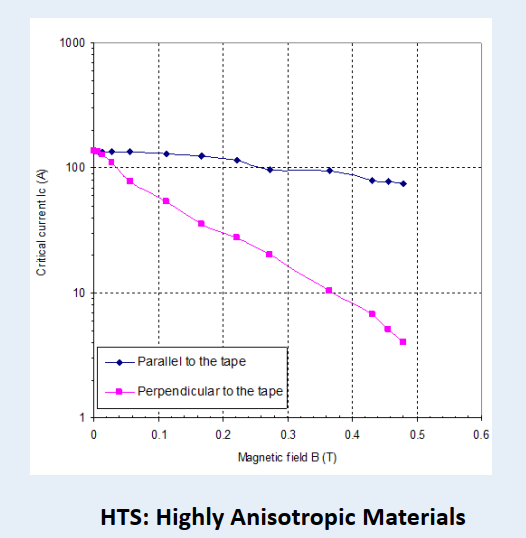 1000
100
10
1
Critical current Ic (A)
Parallel to the tape
Perpendicular to the tape
0 0.1 0.2 0.3 0.4 0.5 0.6
Magnetic field B (T)
HTS: Highly Anisotropic Materials